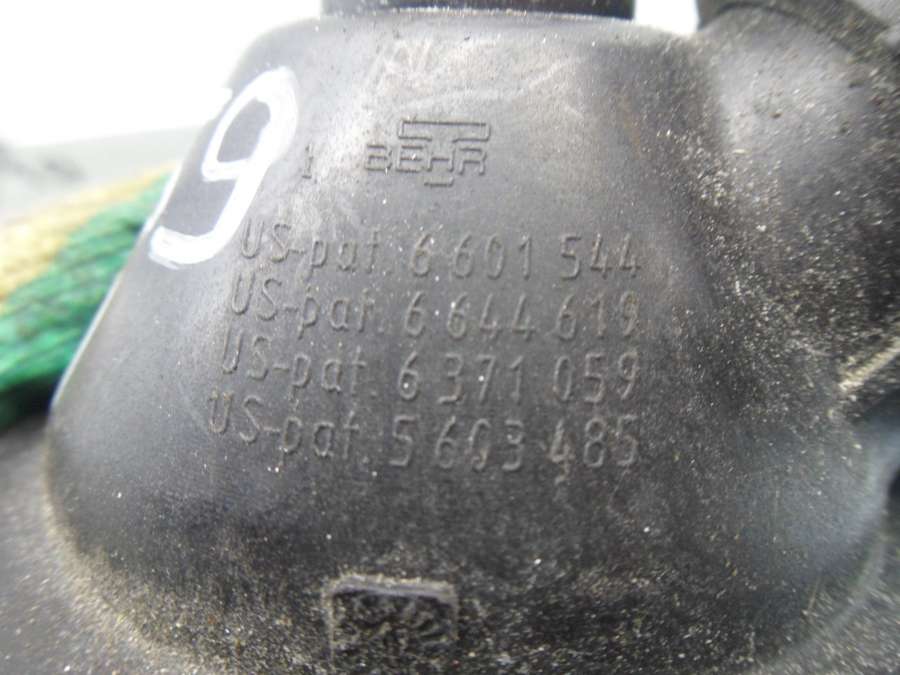 9
1 BEHR
US-pat. 6 601 544
US-pat. 6 644 619
US-pat. 6 371 059
US-pat. 5 603 485